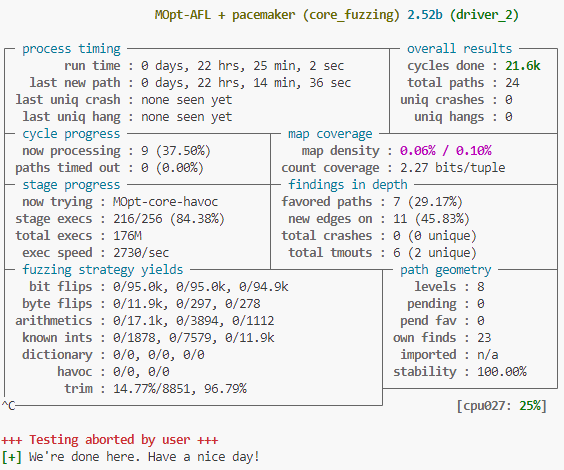 MOpt-AFL + pacemaker (core_fuzzing) 2.52b (driver_2)
process timing overall results
run time : 0 days, 22 hrs, 25 min, 2 sec cycles done : 21.6k
last new path : 0 days, 22 hrs, 14 min, 36 sec total paths : 24
last uniq crash : none seen yet uniq crashes : 0
last uniq hang : none seen yet uniq hangs : 0
cycle progress map coverage
now processing : 9 (37.50%) map density : 0.06% / 0.10%
paths timed out : 0 (0.00%) count coverage : 2.27 bits/tuple
stage progress findings in depth
now trying : MOpt-core-havoc favored paths : 7 (29.17%)
stage execs : 216/256 (84.38%) new edges on : 11 (45.83%)
total execs : 176M total crashes : 0 (0 unique)
exec speed : 2730/sec total tmouts : 6 (2 unique)
fuzzing strategy yields path geometry
bit flips : 0/95.0k, 0/95.0k, 0/94.9k levels : 8
byte flips : 0/11.9k, 0/297, 0/278 pending : 0
arithmetics : 0/17.1k, 0/3894, 0/1112 pend fav : 0
known ints : 0/1878, 0/7579, 0/11.9k own finds : 23
dictionary : 0/0, 0/0, 0/0 imported : n/a
havoc : 0/0, 0/0 stability : 100.00%
trim : 14.77%/8851, 96.79%
^C [cpu027: 25%]
+++ Testing aborted by user +++
[+] We're done here. Have a nice day!